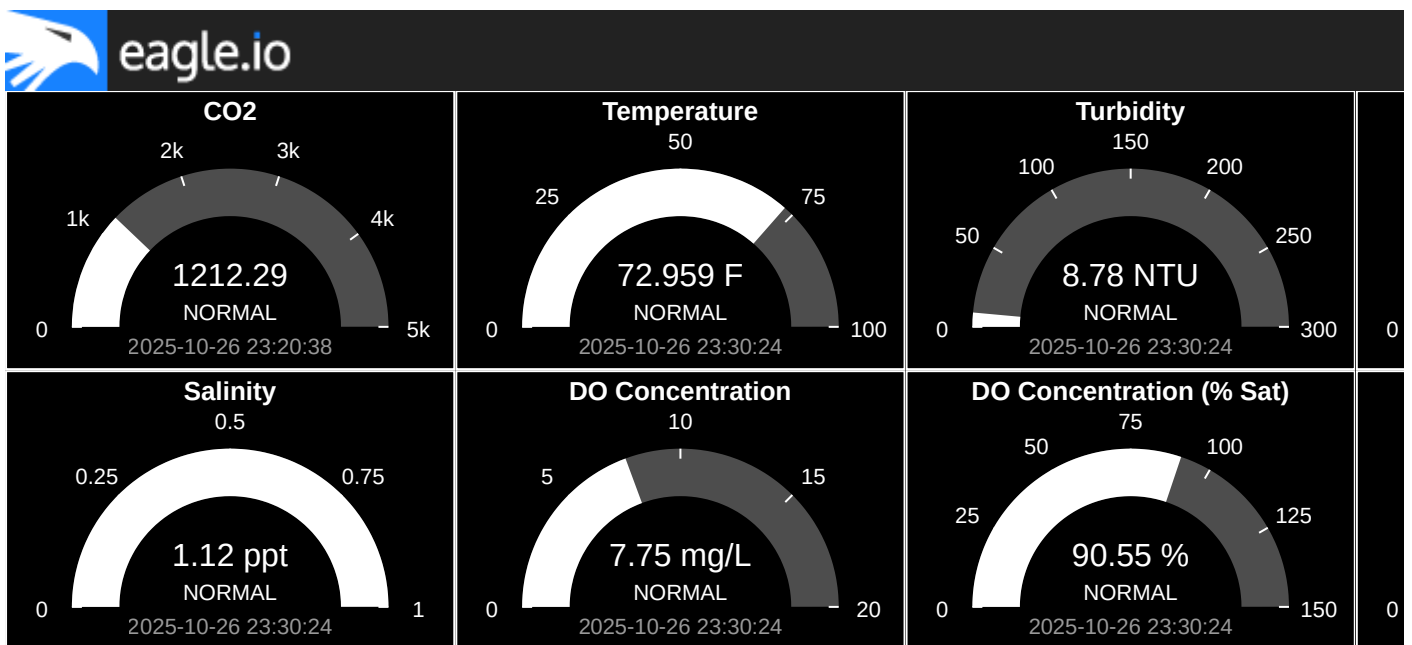 eagle.io
CO2
2k
3k
1k
4k
0
5k
1212.29
NORMAL
2025-10-26 23:20:38
Temperature
50
25
75
0
100
72.959 F
NORMAL
2025-10-26 23:30:24
Turbidity
150
100
200
50
250
0
300
8.78 NTU
NORMAL
2025-10-26 23:30:24
0
Salinity
0.5
0.25
0.75
0
1
1.12 ppt
NORMAL
2025-10-26 23:30:24
DO Concentration
10
5
15
0
20
7.75 mg/L
NORMAL
2025-10-26 23:30:24
DO Concentration (% Sat)
75
50
100
25
125
0
150
90.55 %
NORMAL
2025-10-26 23:30:24
0